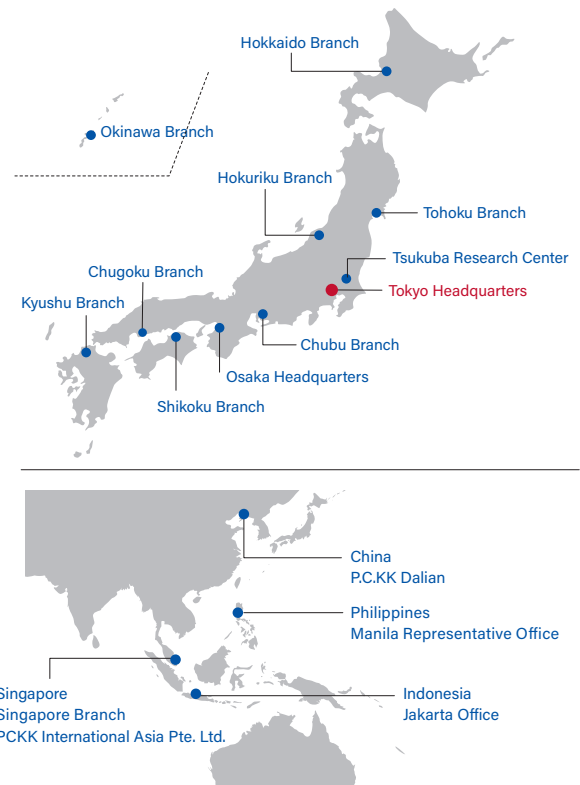 Hokkaido Branch
Okinawa Branch
Hokuriku Branch
Tohoku Branch
Tsukuba Research Center
Chugoku Branch
Tokyo Headquarters
Kyushu Branch
Chubu Branch
Osaka Headquarters
Shikoku Branch
China
P.C.KK Dalian
Philippines
Manila Representative Office
Singapore
Singapore Branch
PCKK International Asia Pte. Ltd.
Indonesia
Jakarta Office